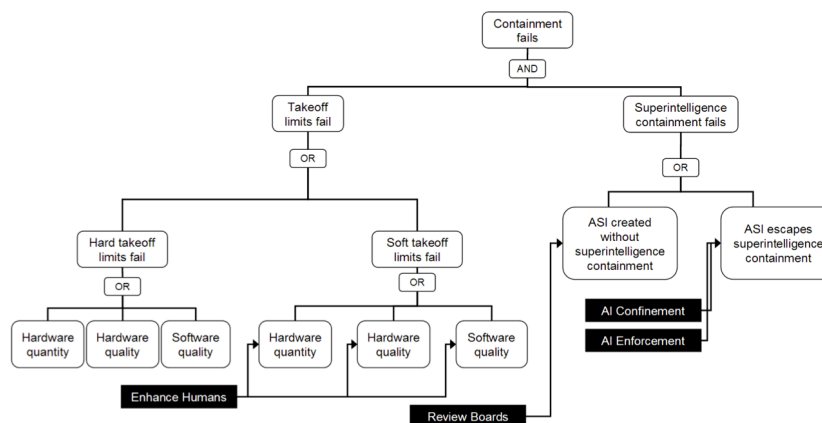 Containment
fails
AND
Takeoff
limits fail
Superintelligence
containment fails
OR
OR
Hard takeoff
limits fail
Soft takeoff
limits fail
ASI created
without
superintelligence
containment
ASI escapes
superintelligence
containment
OR
OR
AI Confinement
AI Enforcement
Hardware
quantity
Hardware
quality
Software
quality
Hardware
quantity
Hardware
quality
Software
quality
Enhance Humans
Review Boards